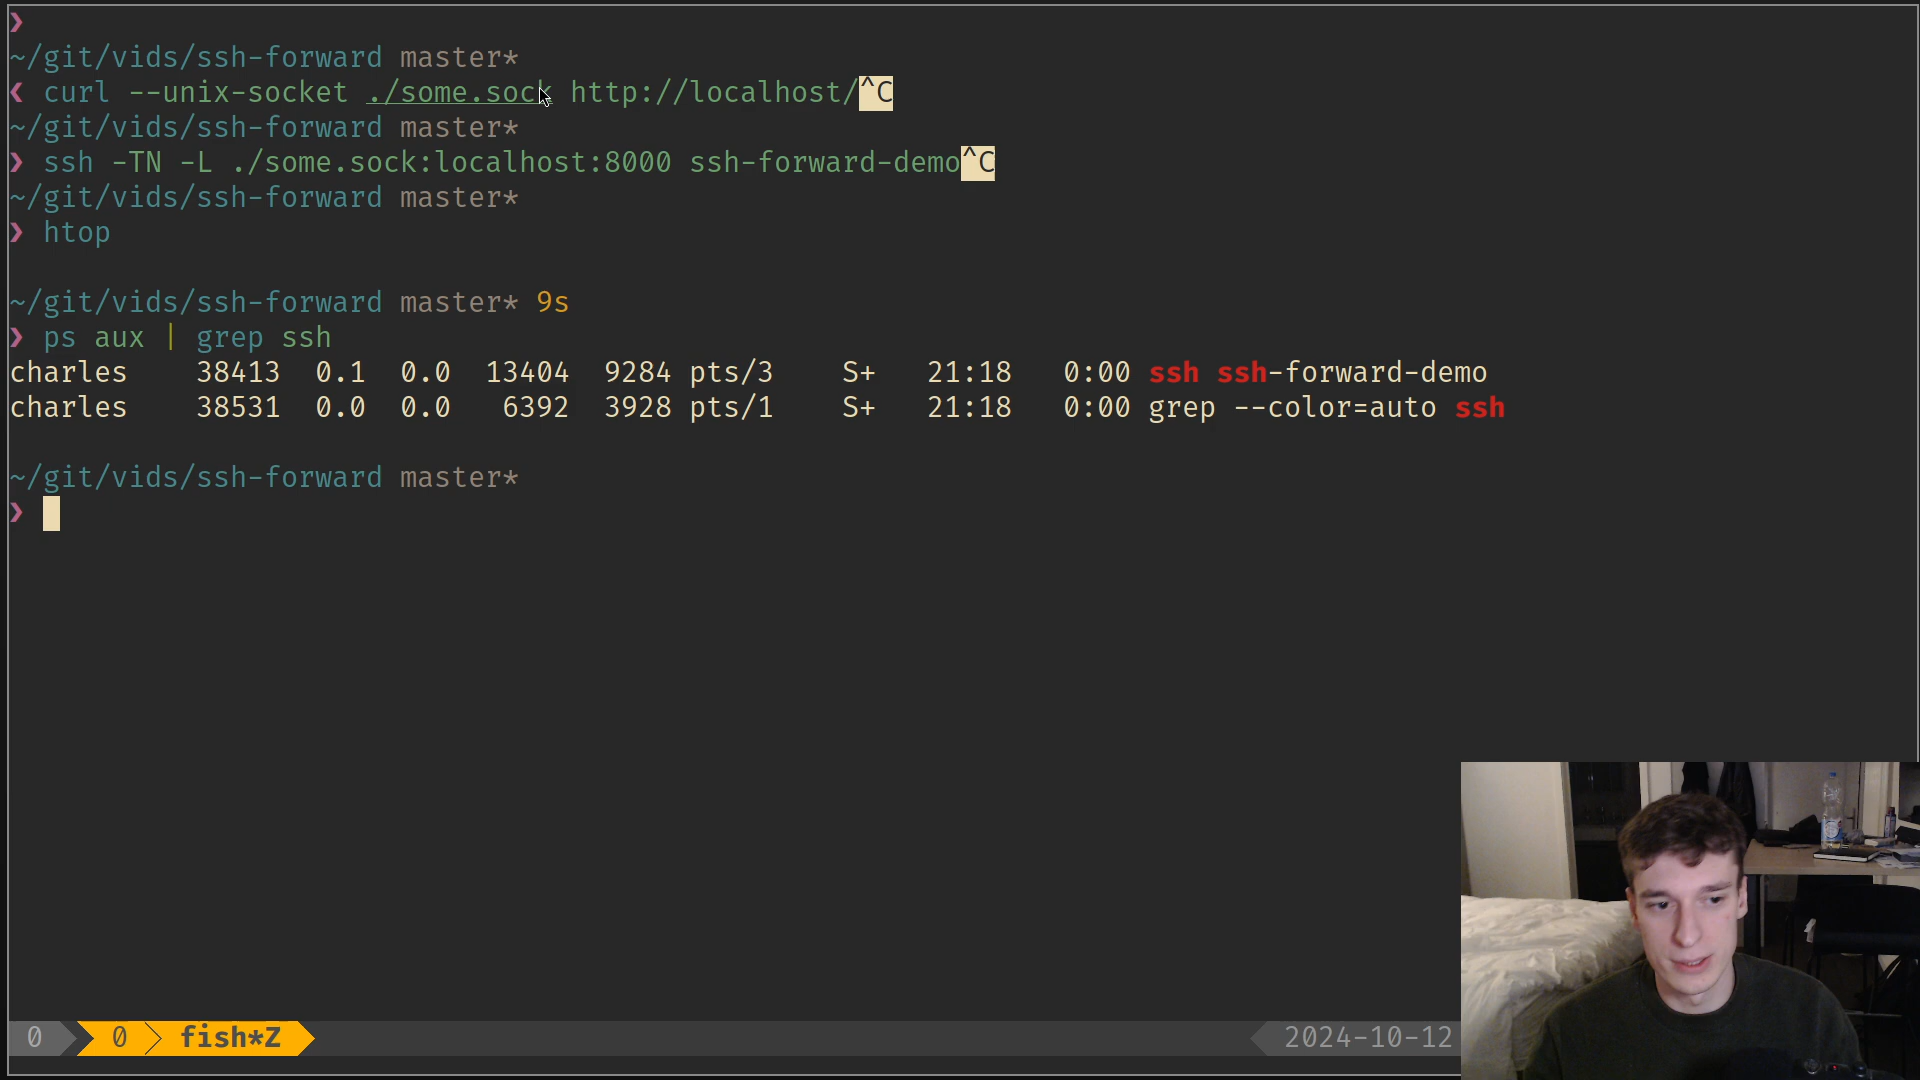 ❯
~/git/vids/ssh-forward master*
❮ curl --unix-socket ./some.sock http://localhost/^C
~/git/vids/ssh-forward master*
❯ ssh -TN -L ./some.sock:localhost:8000 ssh-forward-demo^C
~/git/vids/ssh-forward master*
❯ htop
~/git/vids/ssh-forward master* 9s
❯ ps aux | grep ssh
charles 38413 0.1 0.0 13404 9284 pts/3 S+ 21:18 0:00 ssh ssh-forward-demo
charles 38531 0.0 0.0 6392 3928 pts/1 S+ 21:18 0:00 grep --color=auto ssh
~/git/vids/ssh-forward master*
❯
0 0 fish*Z 2024-10-12